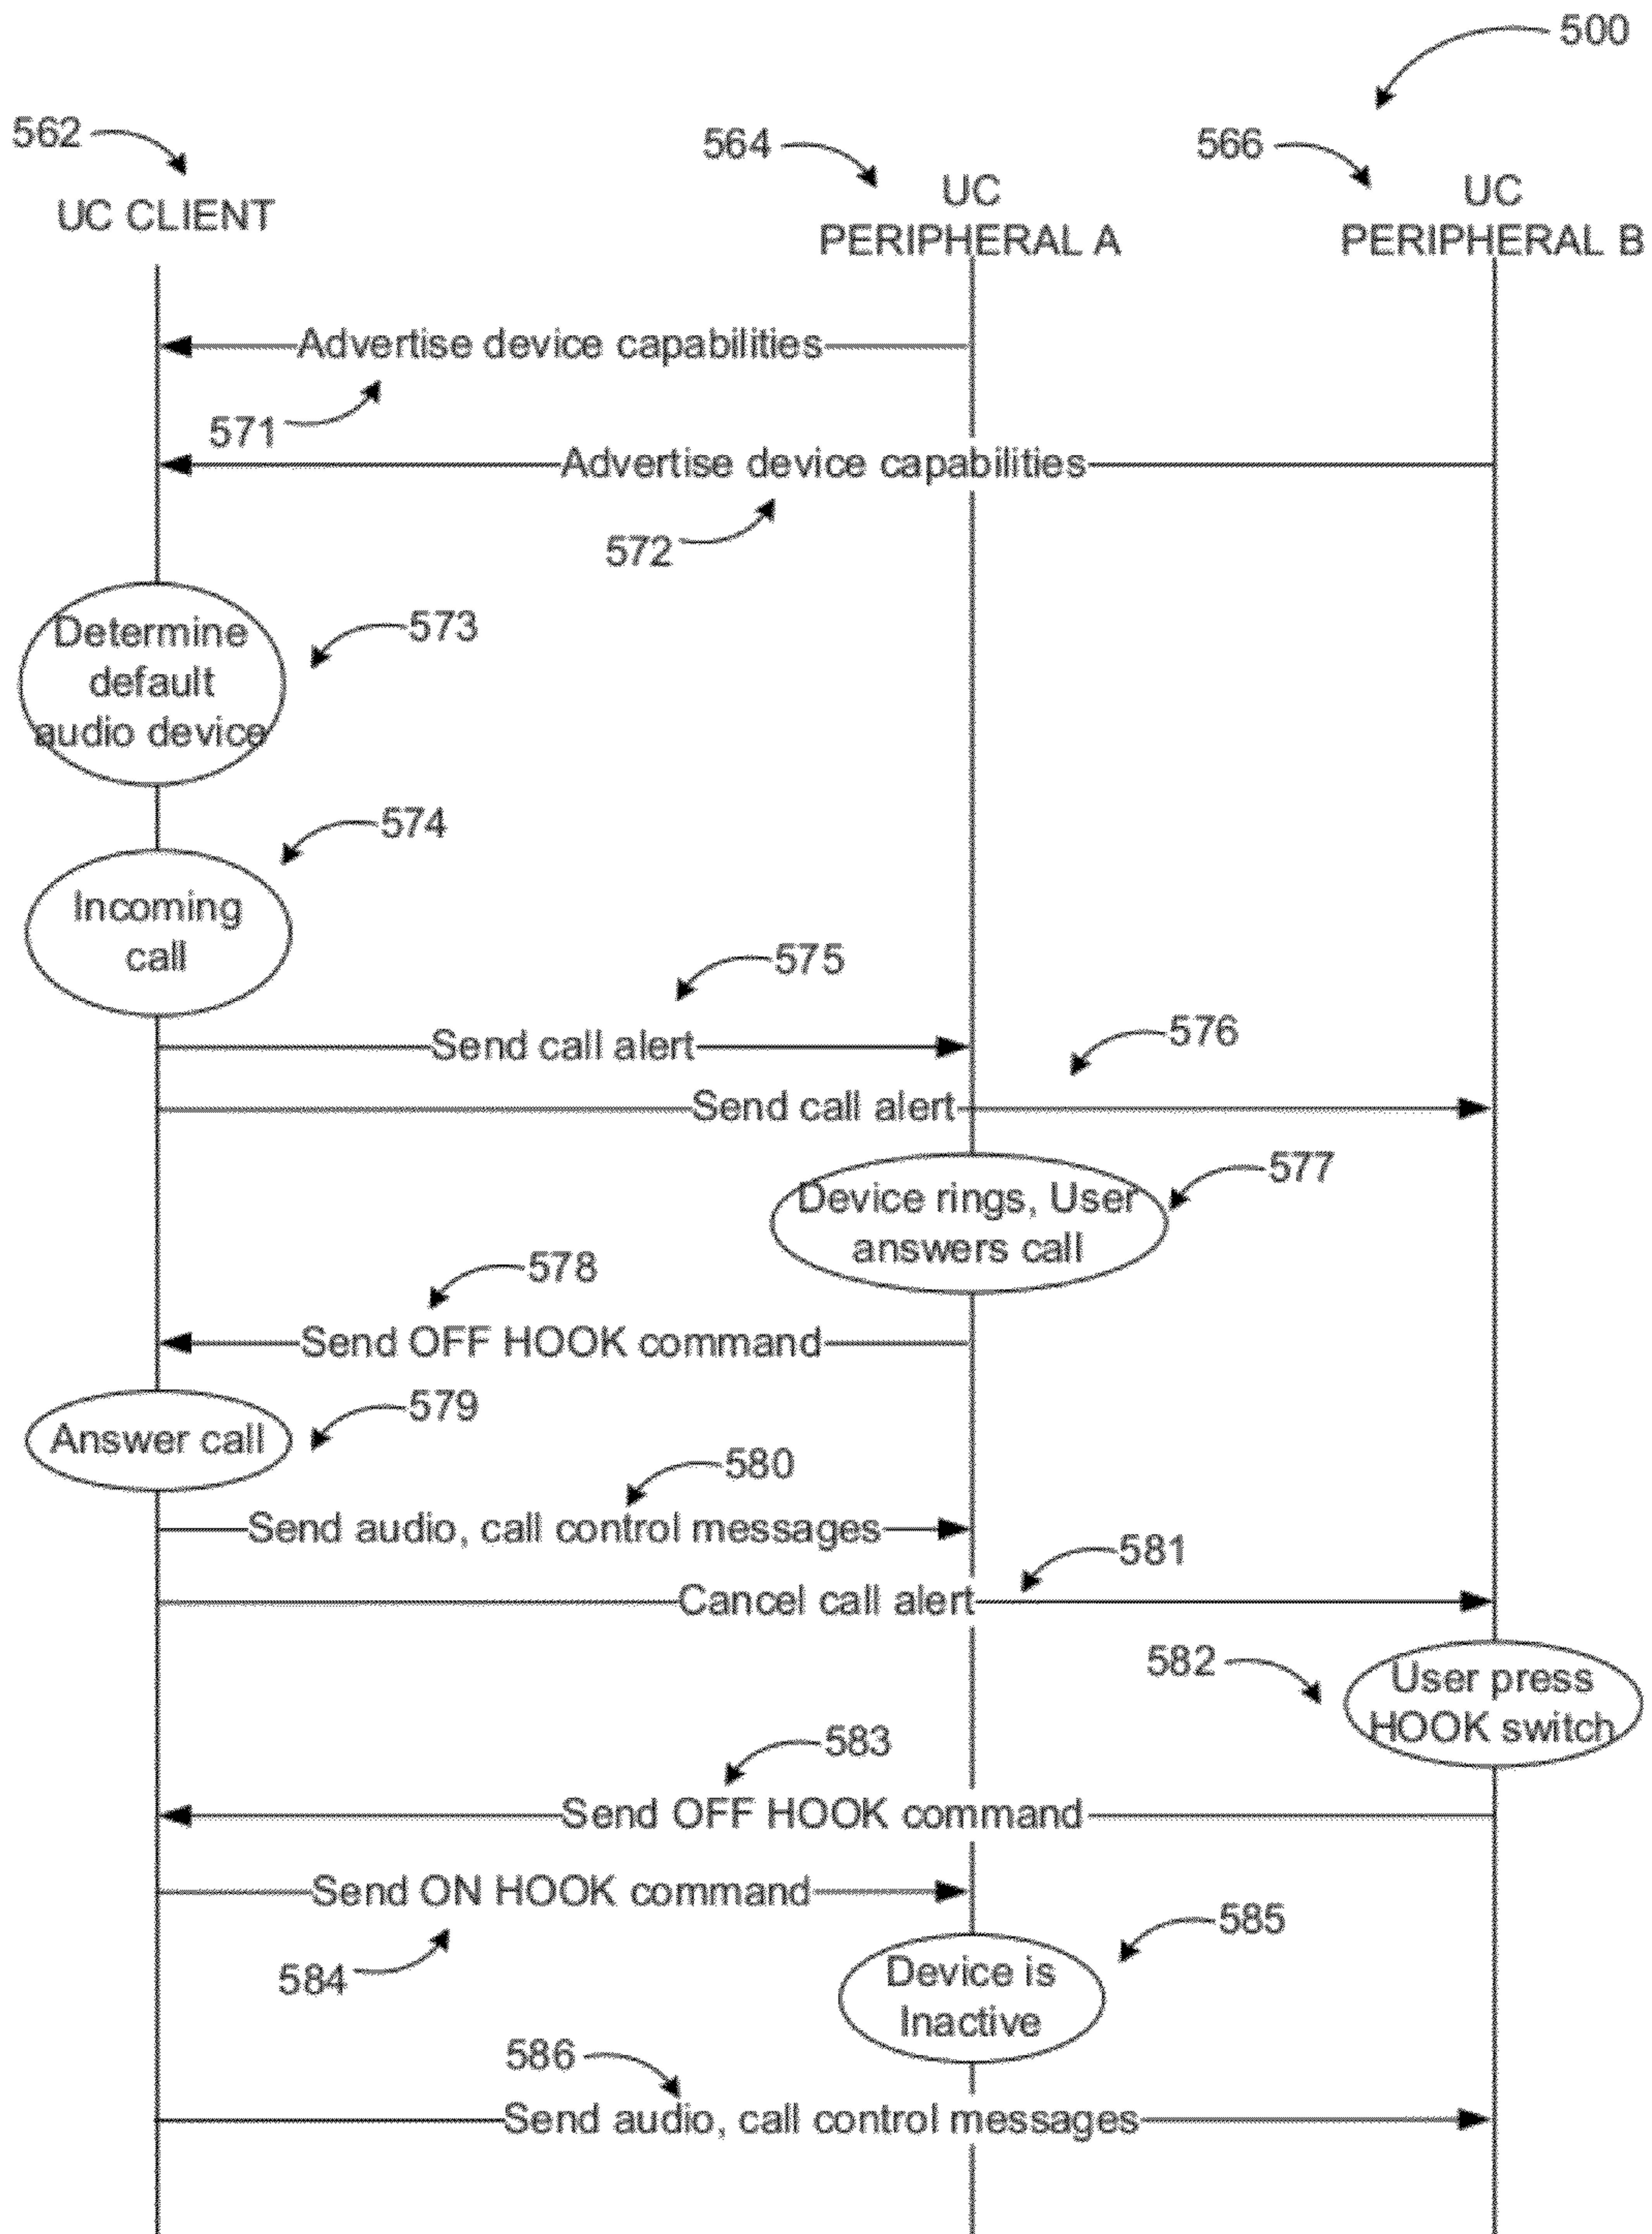 500
562
564
566
UC CLIENT
UC
PERIPHERAL A
UC
PERIPHERAL B
Advertise device capabilities
571
Advertise device capabilities
572
Determine
default
audio device
573
574
Incoming
call
575
Send call alert
576
Send call alert
577
Device rings, User
answers call
578
Send OFF HOOK command
579
Answer call
580
Send audio, call control messages
581
Cancel call alert
582
User press
HOOK switch
583
Send OFF HOOK command
Send ON HOOK command
584
585
Device is
Inactive
586
Send audio, call control messages